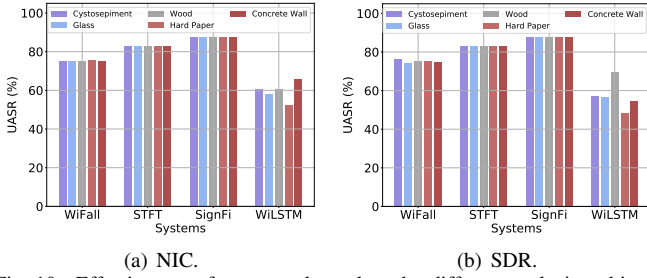 Cystosepiment
Glass
Wood
Hard Paper
Concrete Wall
100
80
60
40
20
0
UASR (%)
WiFall STFT SignFi WiLSTM
Systems
(a) NIC.
Cystosepiment
Glass
Wood
Hard Paper
Concrete Wall
100
80
60
40
20
0
UASR (%)
WiFall STFT SignFi WiLSTM
Systems
(b) SDR.